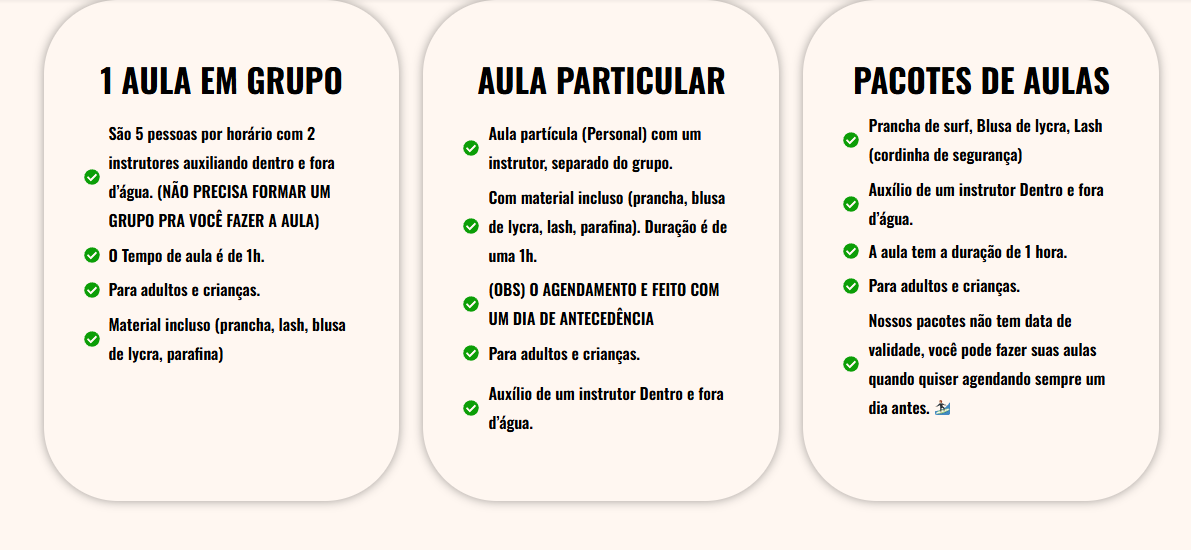 1 AULA EM GRUPO
São 5 pessoas por horário com 2
instrutores auxiliando dentro e fora
d'água. (NÃO PRECISA FORMAR UM
GRUPO PRA VOCÊ FAZER A AULA)
O Tempo de aula é de 1h.
Para adultos e crianças.
Material incluso (prancha, lash, blusa
de lycra, parafina)
AULA PARTICULAR
Aula partícula (Personal) com um
instrutor, separado do grupo.
Com material incluso (prancha, blusa
de lycra, lash, parafina). Duração é de
uma 1h.
(OBS) O AGENDAMENTO E FEITO COM
UM DIA DE ANTECEDÊNCIA
Para adultos e crianças.
Auxílio de um instrutor Dentro e fora
d'água.
PACOTES DE AULAS
Prancha de surf, Blusa de lycra, Lash
(cordinha de segurança)
Auxílio de um instrutor Dentro e fora
d'água.
A aula tem a duração de 1 hora.
Para adultos e crianças.
Nossos pacotes não tem data de
validade, você pode fazer suas aulas
quando quiser agendando sempre um
dia antes. 🏄